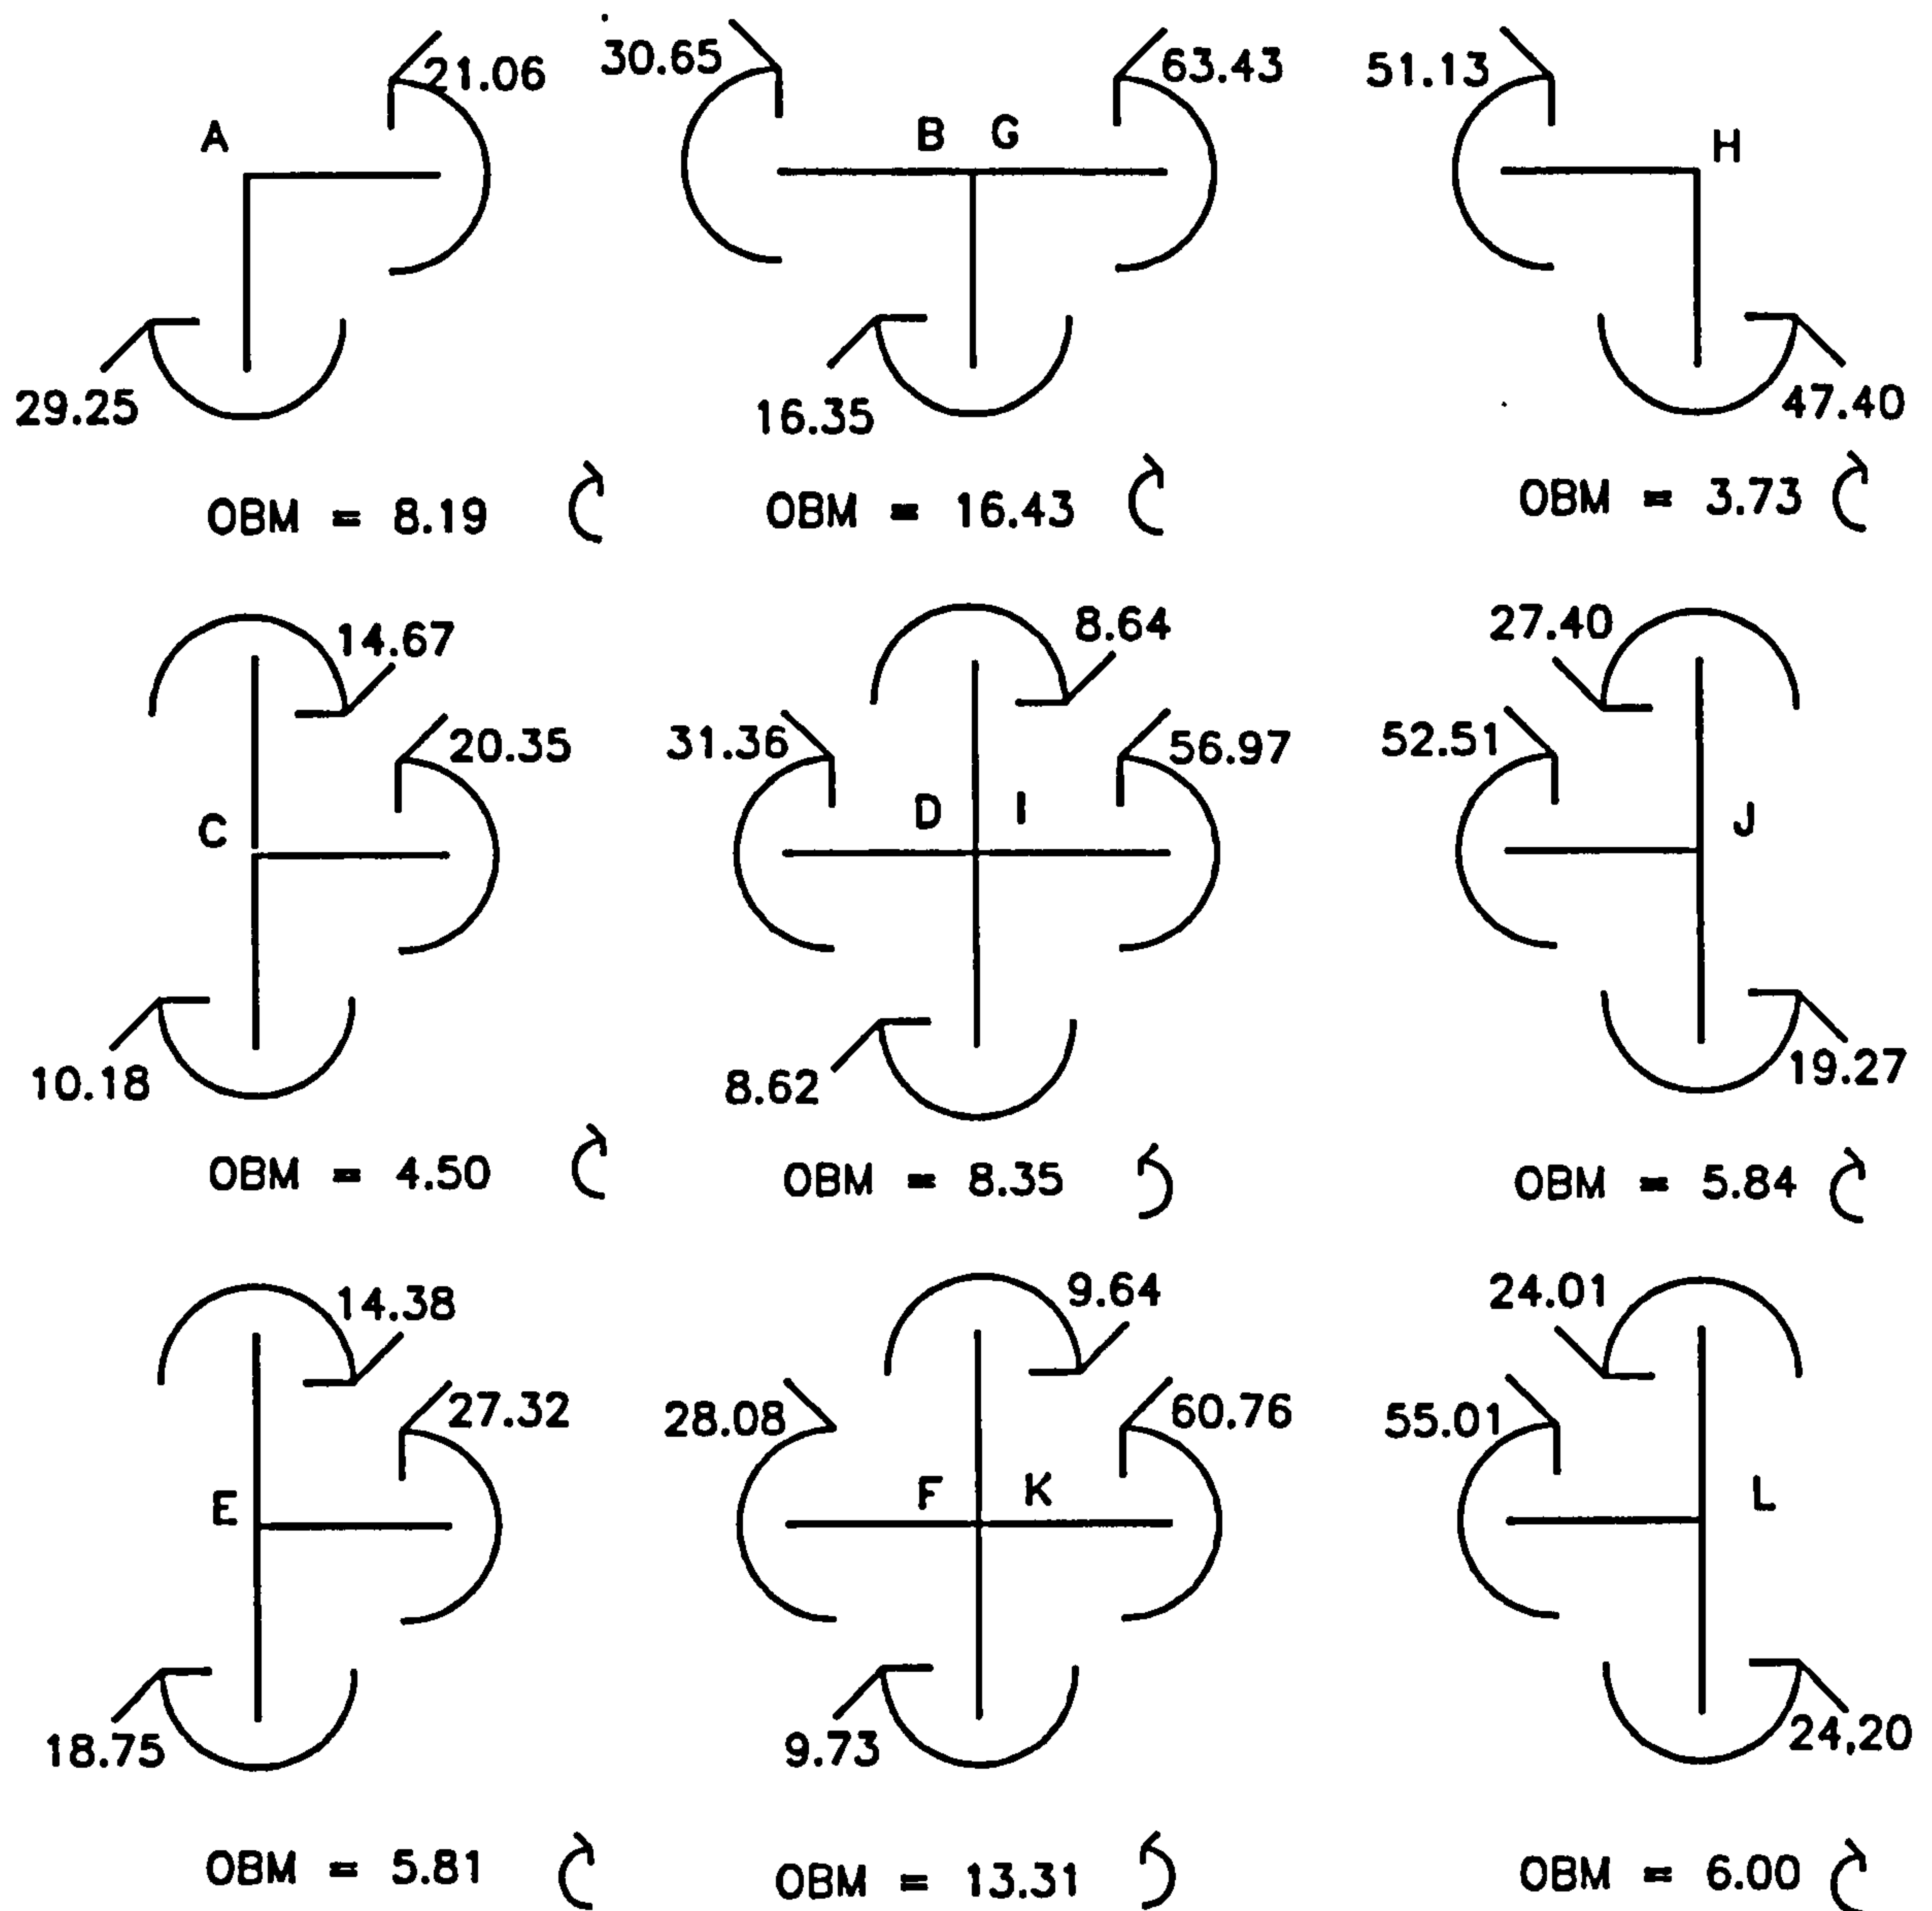 21.06
30.65
63.43
51.13
A
B G
H
29.25
16.35
47.40
OBM = 8.19
OBM = 16.43
OBM = 3.73
14.67
8.64
27.40
20.35
31.36
56.97
52.51
C
D I
J
10.18
8.62
19.27
OBM = 4.50
OBM = 8.35
OBM = 5.84
14.38
9.64
24.01
27.32
28.08
60.76
55.01
E
F K
L
18.75
9.73
24,20
OBM = 5.81
OBM = 13.31
OBM = 6.00